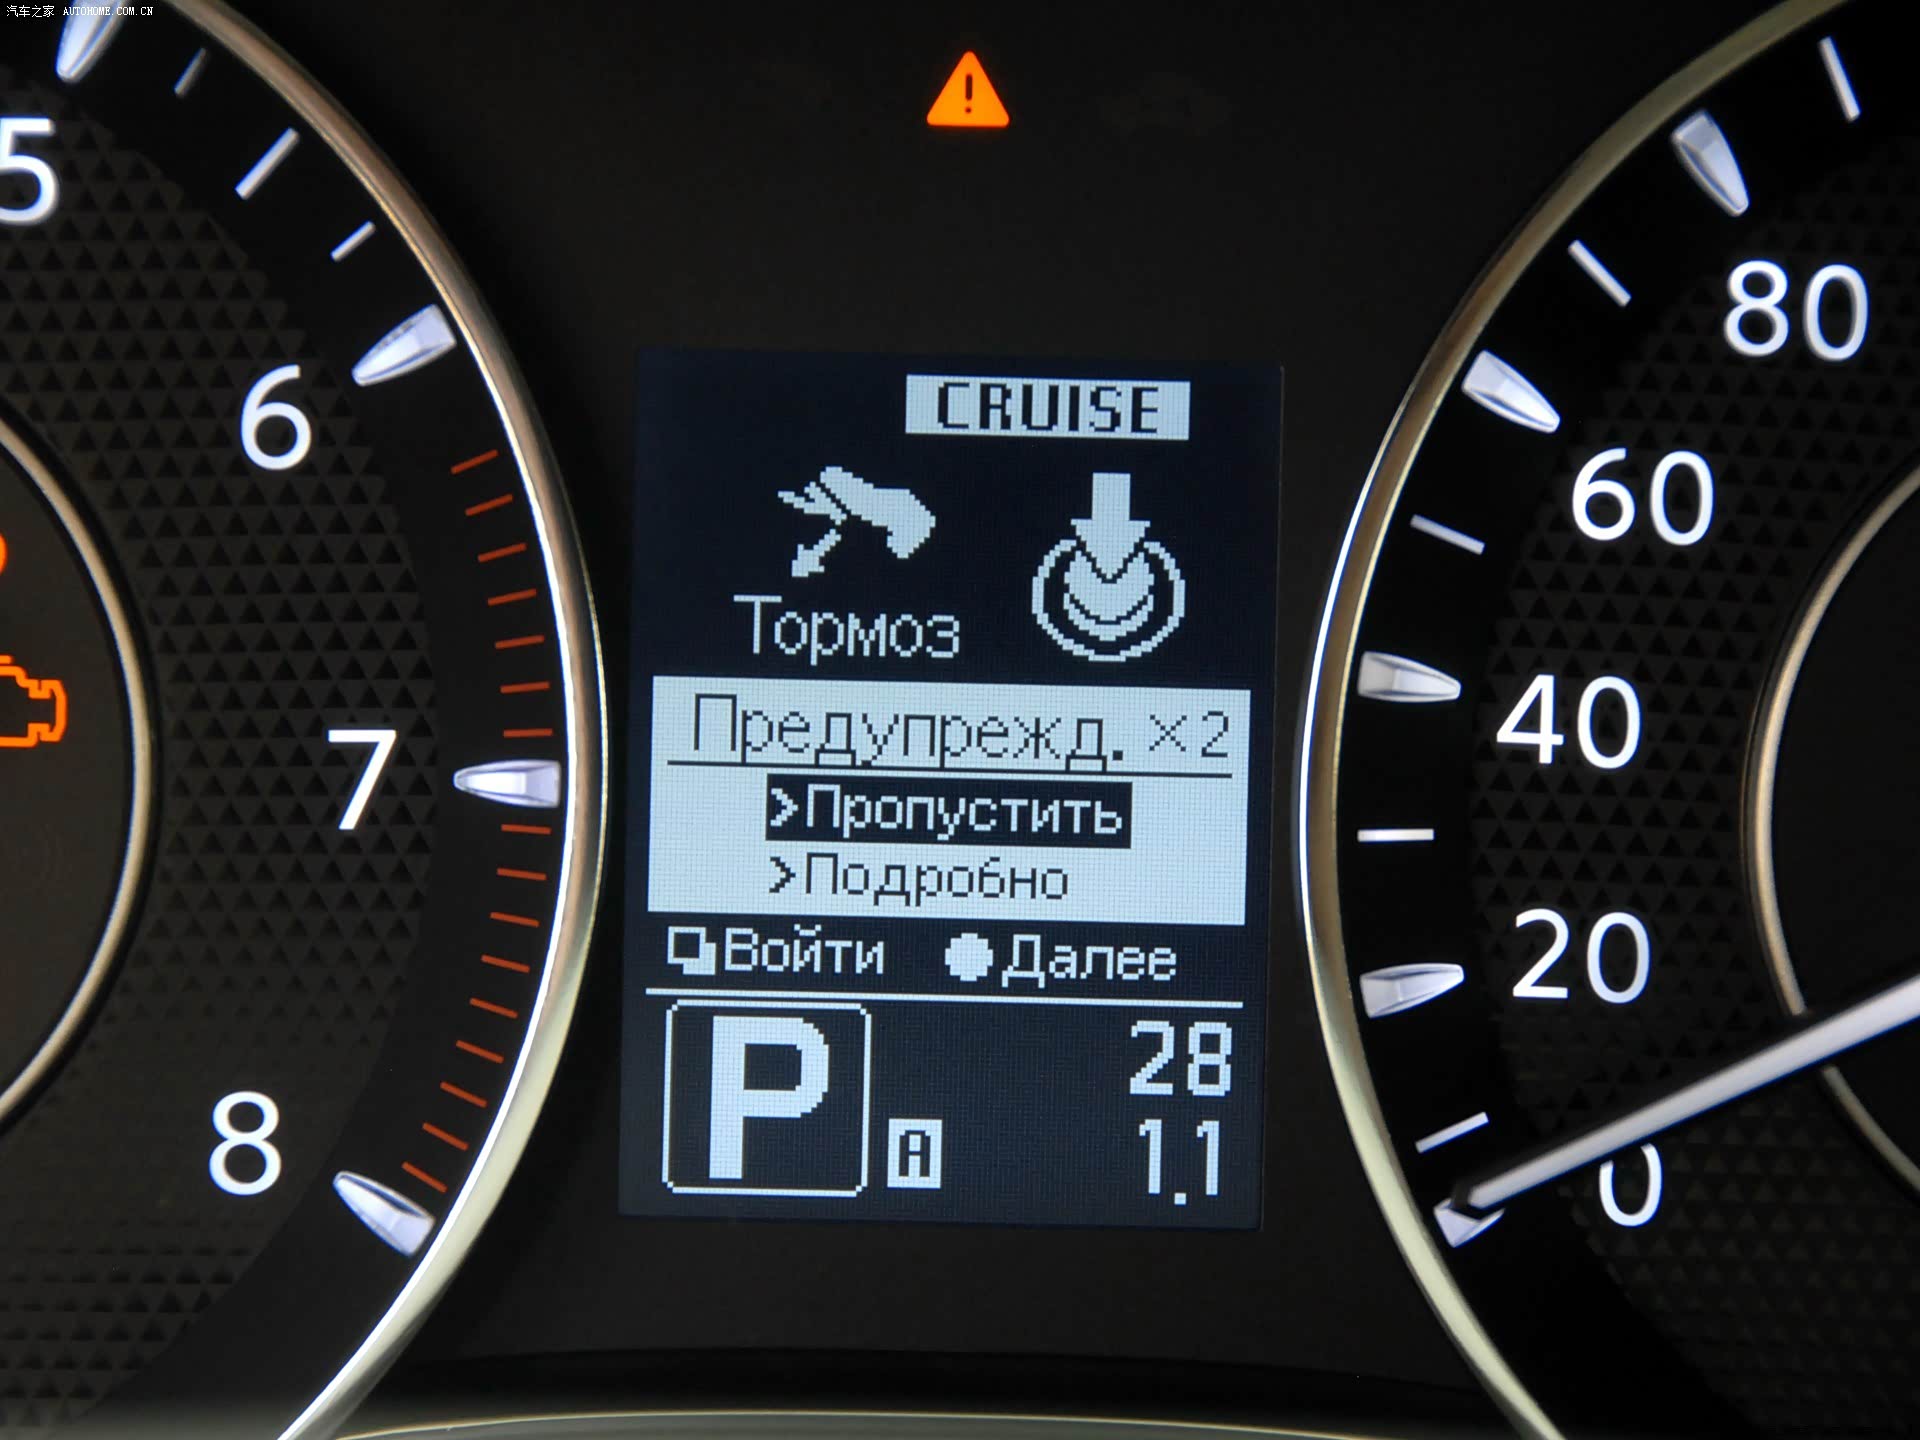 汽车之家 AUTOHOME.COM.CN
5
6
7
8
CRUISE
Тормоз
Предупрежд. ×2
>Пропустить
>Подробно
Войти Далее
P
A
28
1.1
80
60
40
20
0